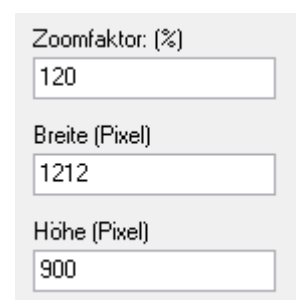 Zoomfaktor: (%)
120
Breite (Pixel)
1212
Höhe (Pixel)
900